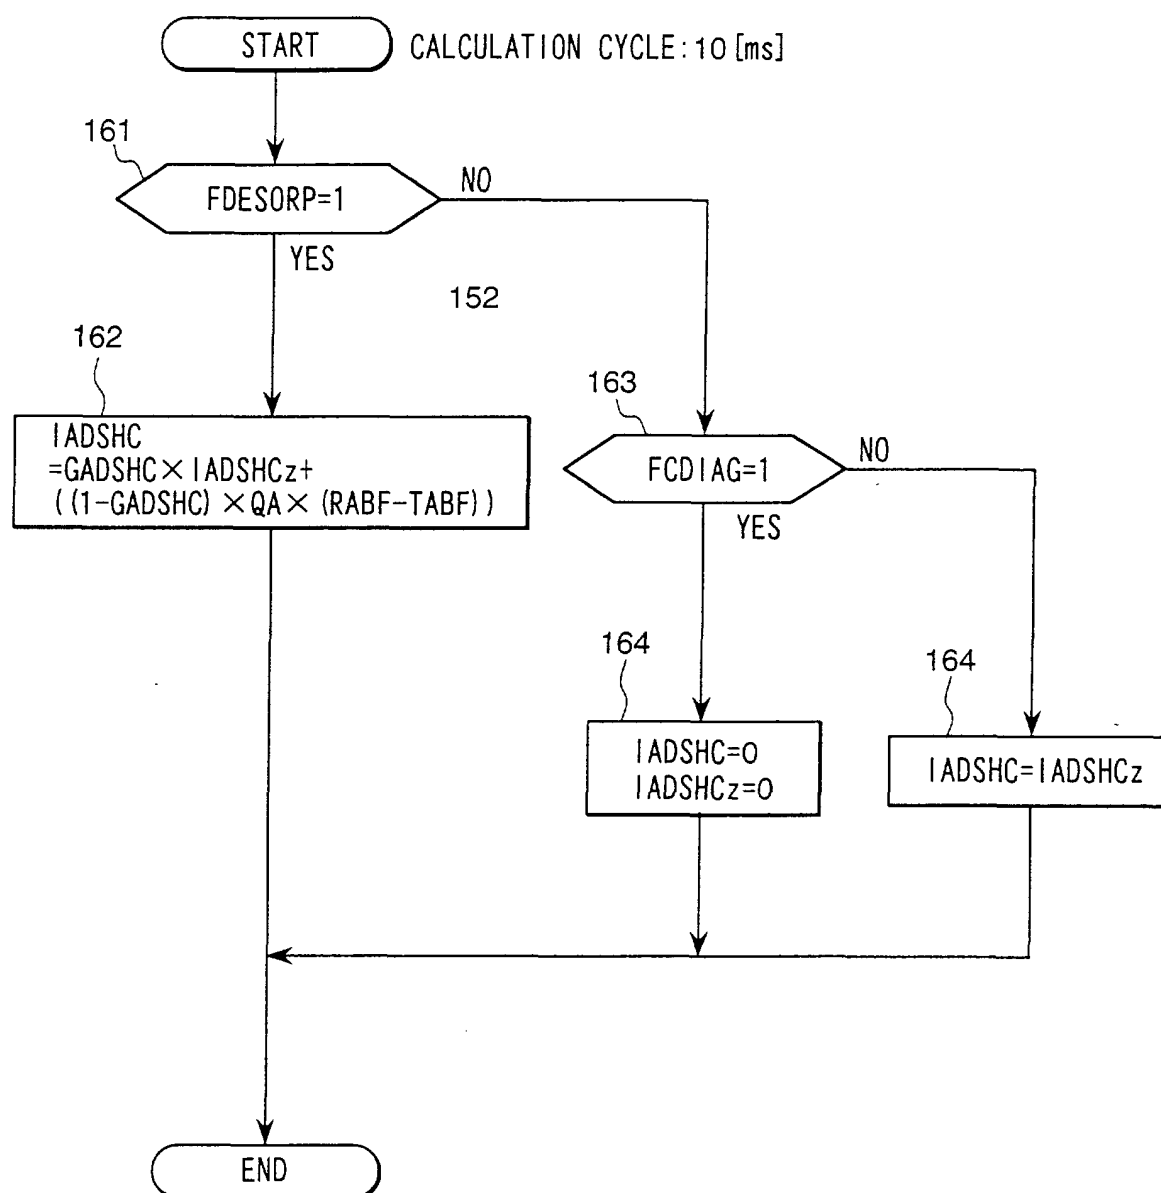 START
CALCULATION CYCLE:10[ms]
161
FDESORP=1
NO
YES
152
162
IADSHC
=GADSHC×IADSHCz+
((1-GADSHC)×QA×(RABF-TABF))
163
FCDIAG=1
NO
YES
164
IADSHC=0
IADSHCz=0
164
IADSHC=IADSHCz
END